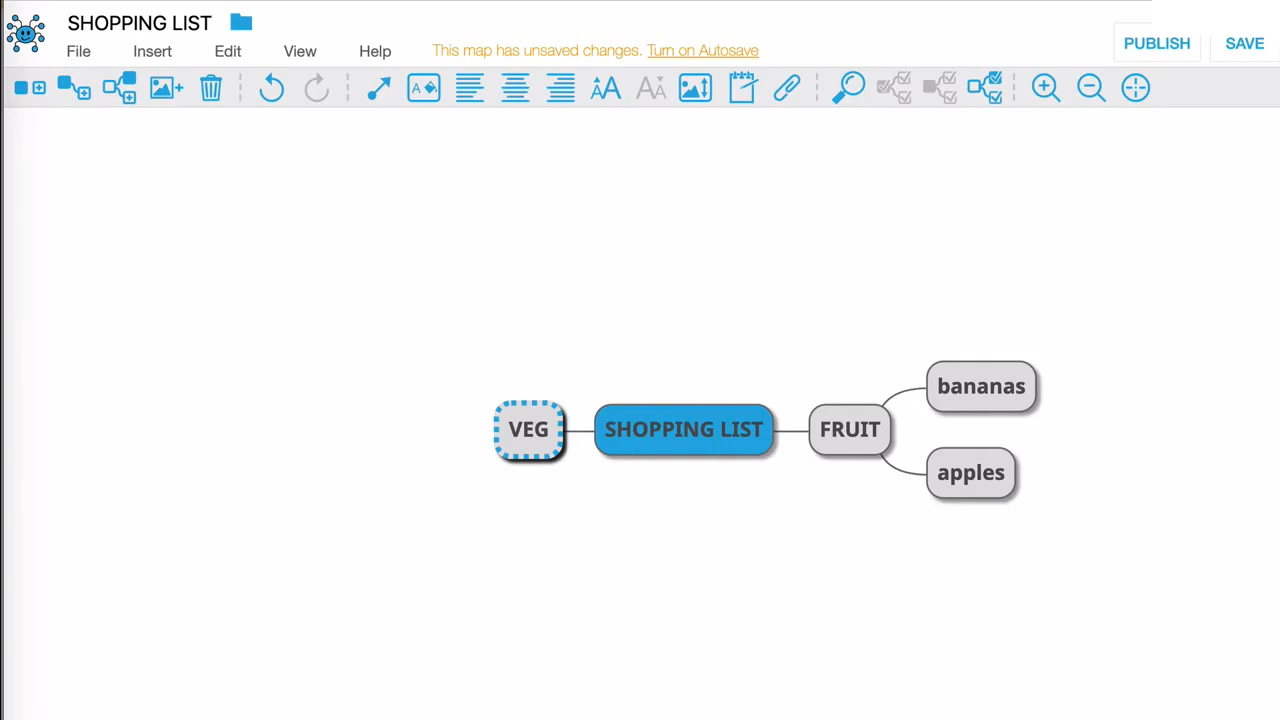 SHOPPING LIST
File Insert Edit View Help This map has unsaved changes. Turn on Autosave
PUBLISH SAVE
bananas
VEG SHOPPING LIST FRUIT
apples